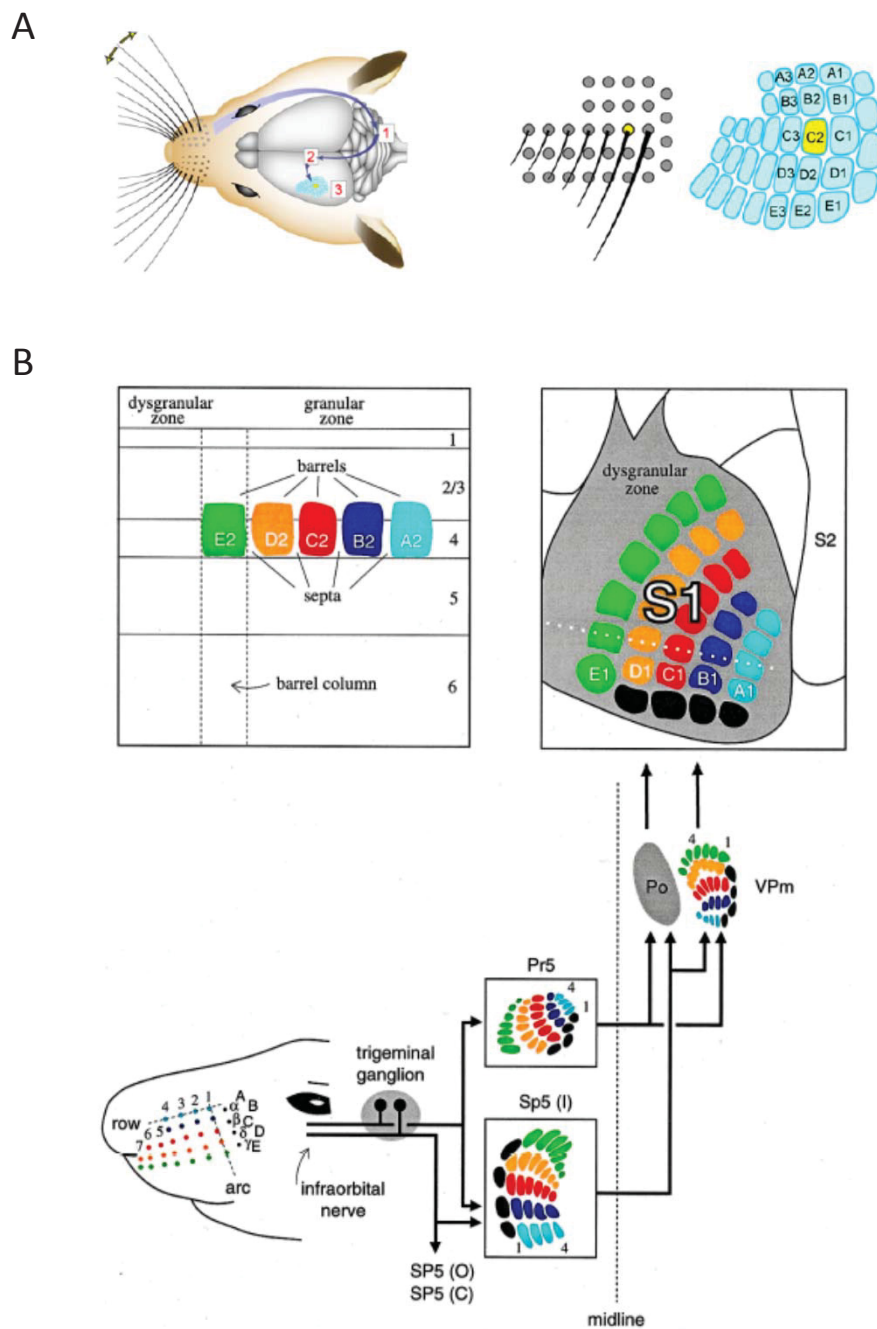 A
1
2
3
A3 A2 A1
B3 B2 B1
C3 C2 C1
D3 D2 D1
E3 E2 E1
B
dysgranular zone
granular zone
1
barrels
2/3
E2 D2 C2 B2 A2
4
septa
5
barrel column
6
dysgranular
zone
S2
S1
E1 D1 C1 B1 A1
4 1
Po
VPm
Pr5
4
1
trigeminal
ganglion
Sp5 (I)
row
7 6 5 4 3 2 1
A
α B
β C
δ D
γ E
arc
infraorbital
nerve
1 4
SP5 (O)
SP5 (C)
midline